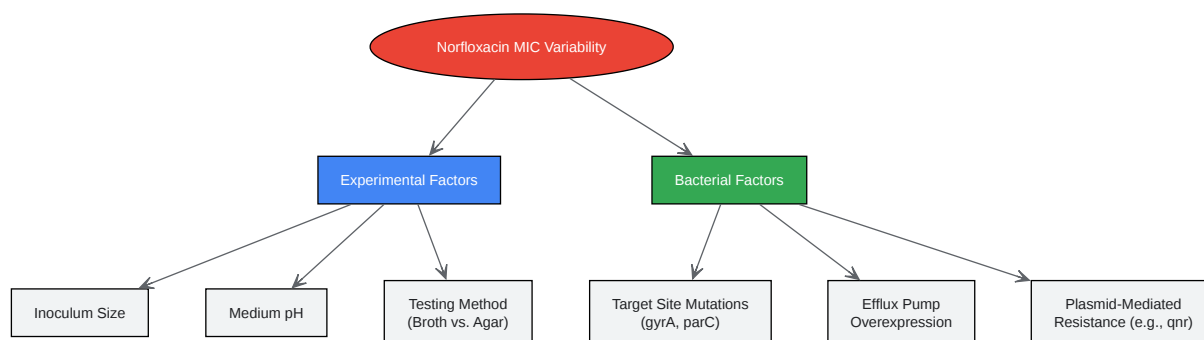 Norfloxacin MIC Variability
Experimental Factors
Bacterial Factors
Inoculum Size
Medium pH
Testing Method
(Broth vs. Agar)
Target Site Mutations
(gyrA, parC)
Efflux Pump
Overexpression
Plasmid-Mediated
Resistance (e.g., qnr)